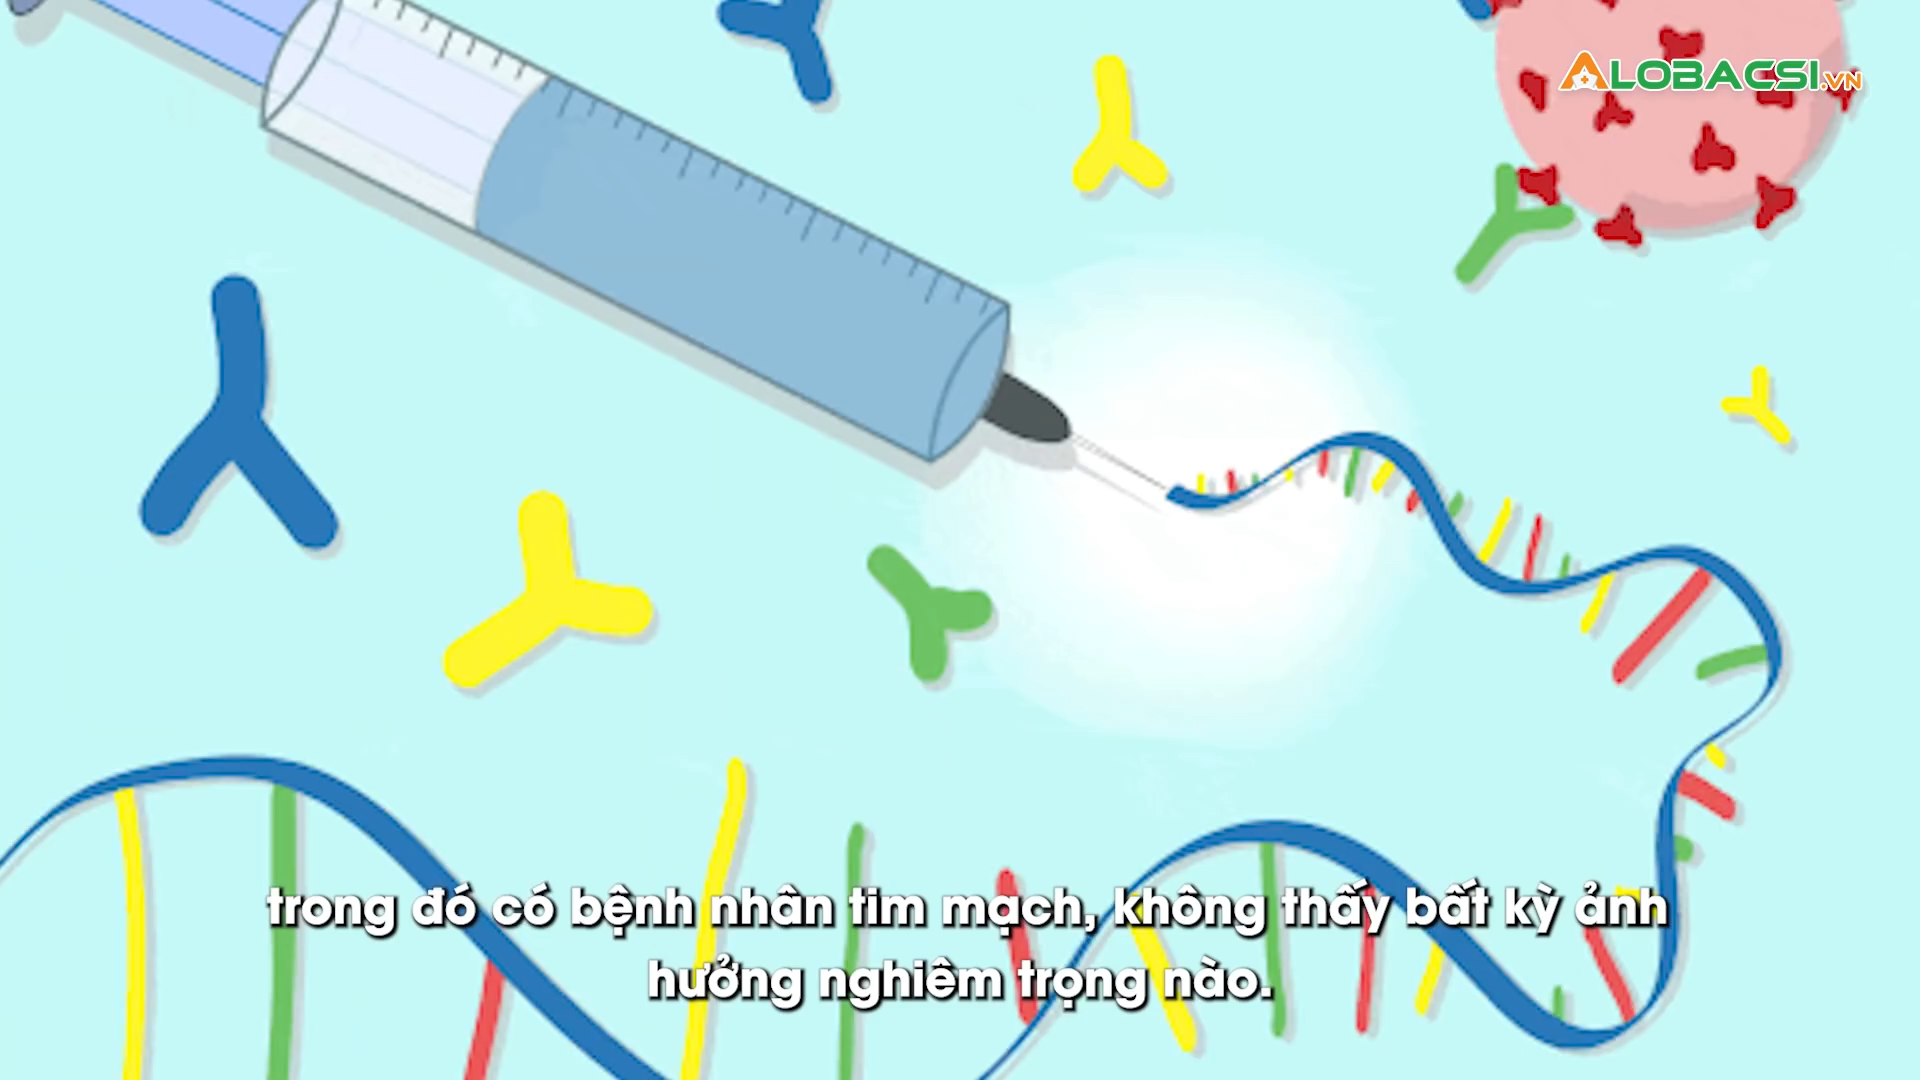 ALOBACSI.VN
trong đó có bệnh nhân tim mạch, không thấy bất kỳ ảnh
hưởng nghiêm trọng nào.